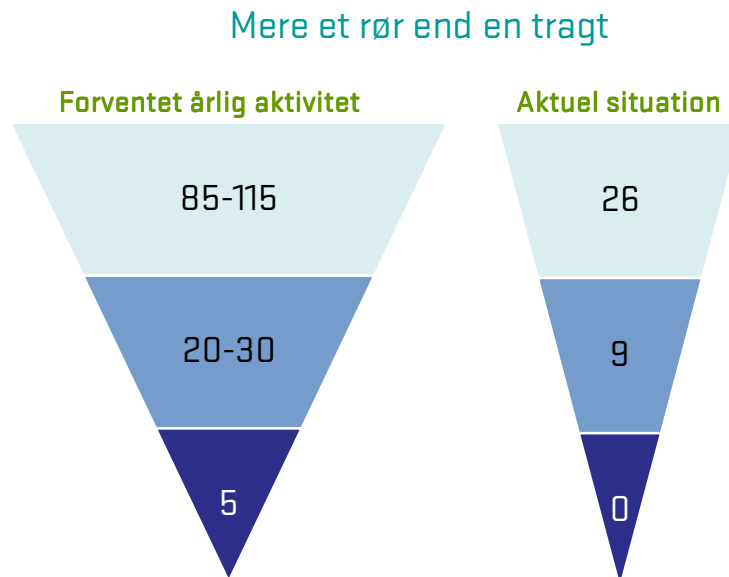 Mere et rør end en tragt
Forventet årlig aktivitet
Aktuel situation
85-115
26
20-30
9
5
0